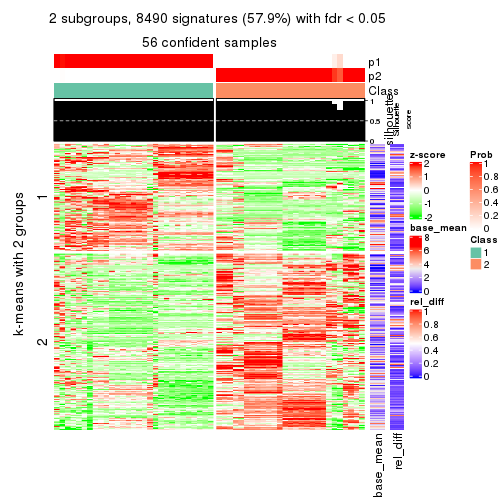 2 subgroups, 8490 signatures (57.9%) with fdr < 0.05
56 confident samples
p1
p2
Class
1
0.5
0
silhouette
Silhouette
score
k-means with 2 groups
1
2
base_mean
rel_diff
z-score
2
1
0
-1
-2
base_mean
8
6
4
2
0
rel_diff
1
0.8
0.6
0.4
0.2
0
Prob
1
0.8
0.6
0.4
0.2
0
Class
1
2